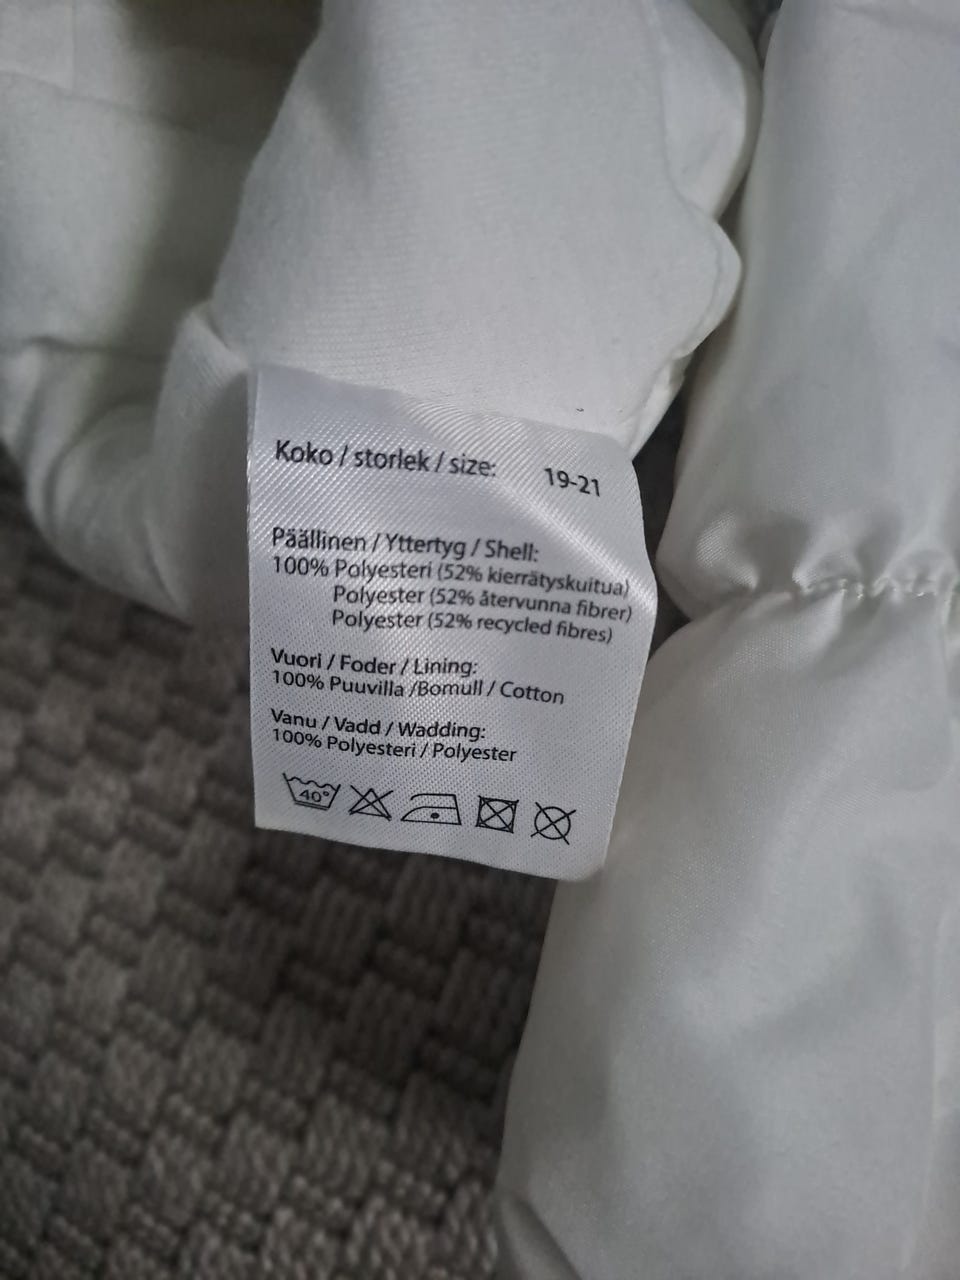 Koko / storlek / size: 19-21
Päällinen / Yttertyg / Shell:
100% Polyesteri (52% kierrätyskuitua)
Polyester (52% återvunna fibrer)
Polyester (52% recycled fibres)
Vuori / Foder / Lining:
100% Puuvilla /Bomull / Cotton
Vanu / Vadd / Wadding:
100% Polyesteri / Polyester
40°